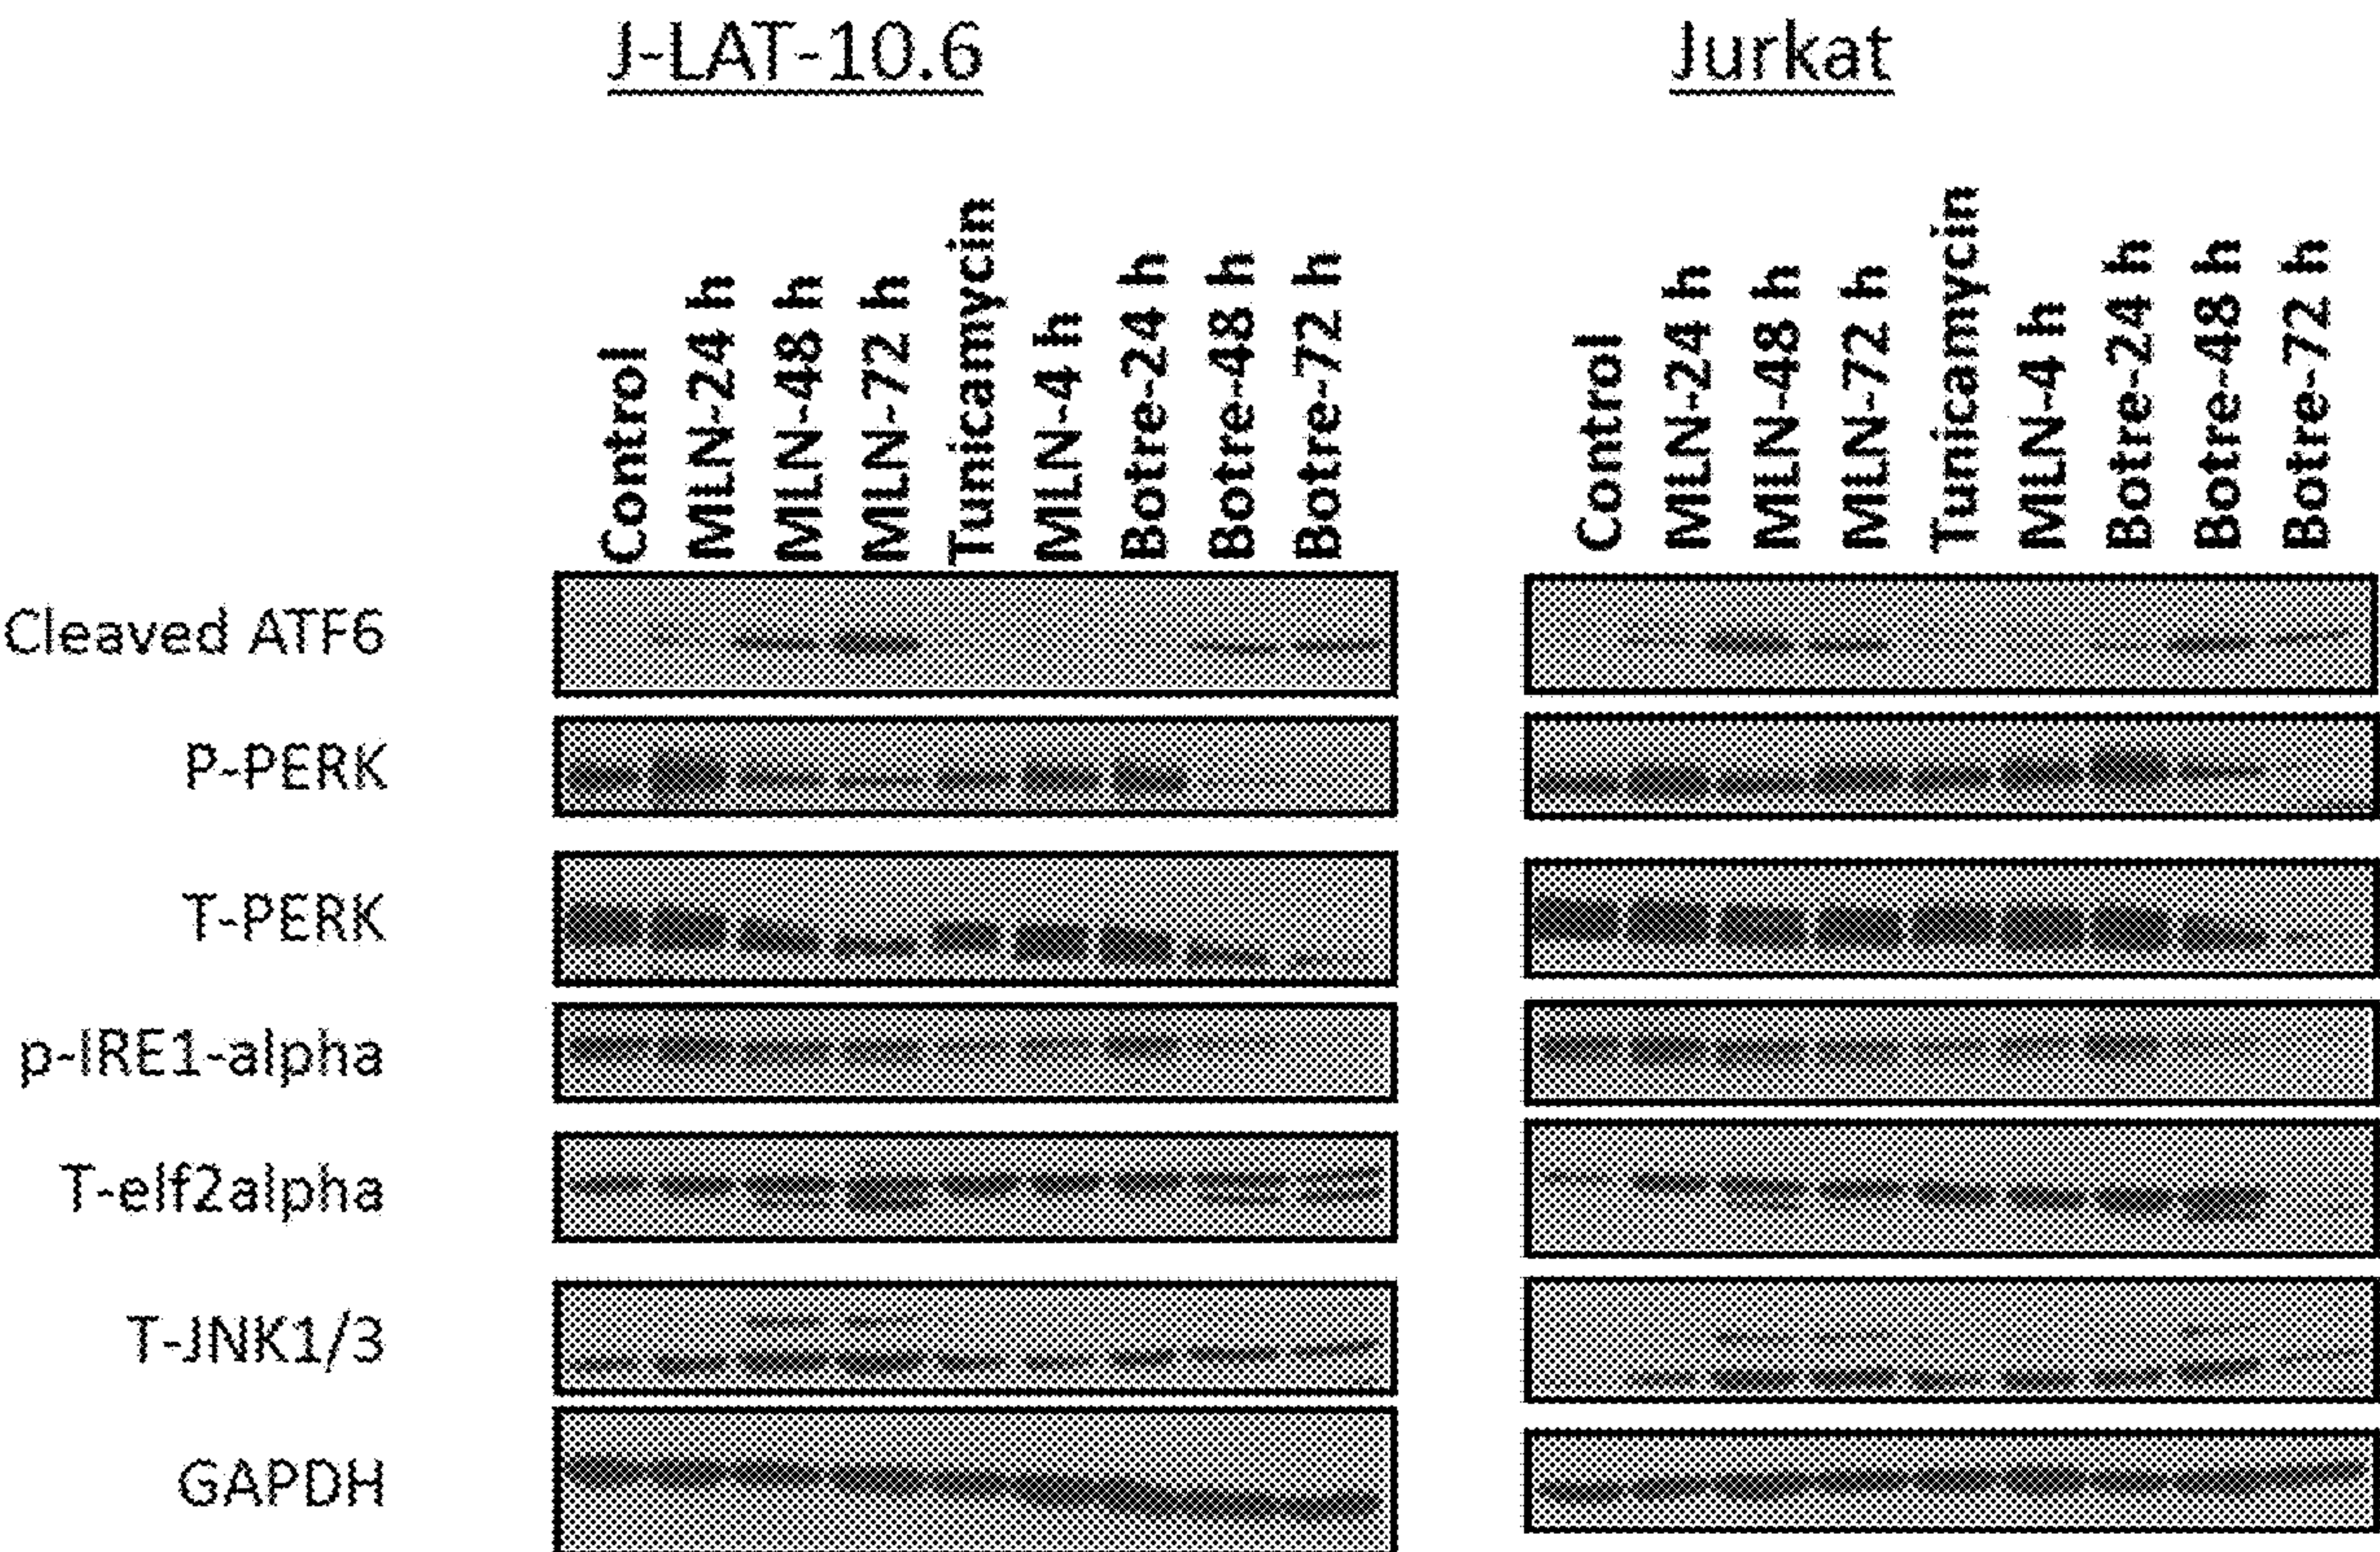 J-LAT-10.6
Jurkat
Control
MLN-24 h
MLN-48 h
MLN-72 h
Tunicamycin
MLN-4 h
Botre-24 h
Botre-48 h
Botre-72 h
Control
MLN-24 h
MLN-48 h
MLN-72 h
Tunicamycin
MLN-4 h
Botre-24 h
Botre-48 h
Botre-72 h
Cleaved ATF6
P-PERK
T-PERK
p-IRE1-alpha
T-elf2alpha
T-JNK1/3
GAPDH